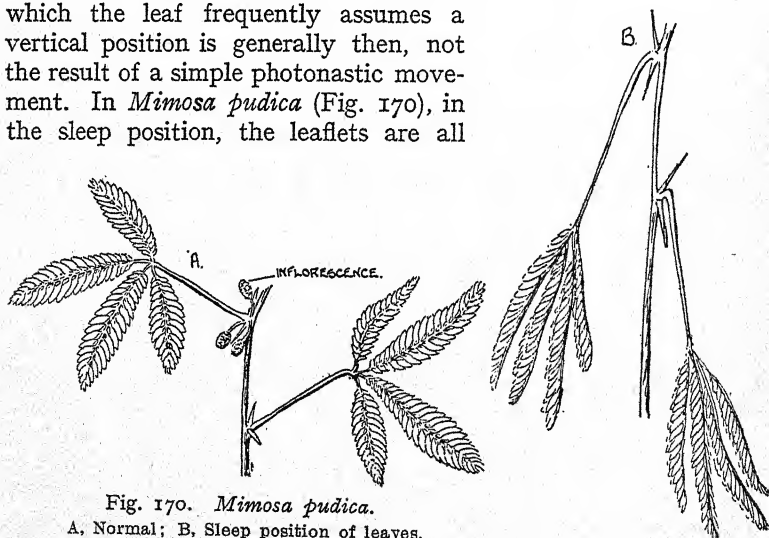 which the leaf frequently assumes a
vertical position is generally then, not
the result of a simple photonastic move-
ment. In Mimosa pudica (Fig. 170), in
the sleep position, the leaflets are all
A.
INFLORESCENCE.
B.
Fig. 170. Mimosa pudica.
A, Normal; B, Sleep position of leaves.